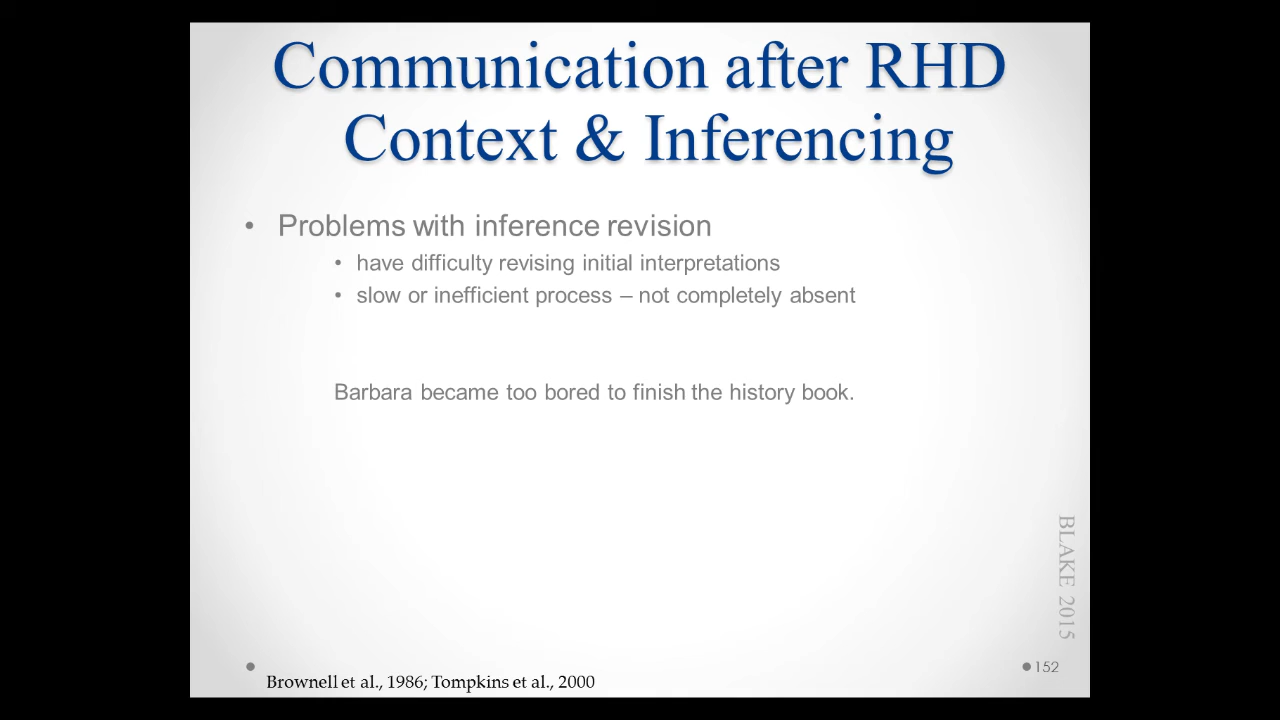 Communication after RHD
Context & Inferencing
• Problems with inference revision
• have difficulty revising initial interpretations
• slow or inefficient process – not completely absent
Barbara became too bored to finish the history book.
BLAKE 2015
152
Brownell et al., 1986; Tompkins et al., 2000